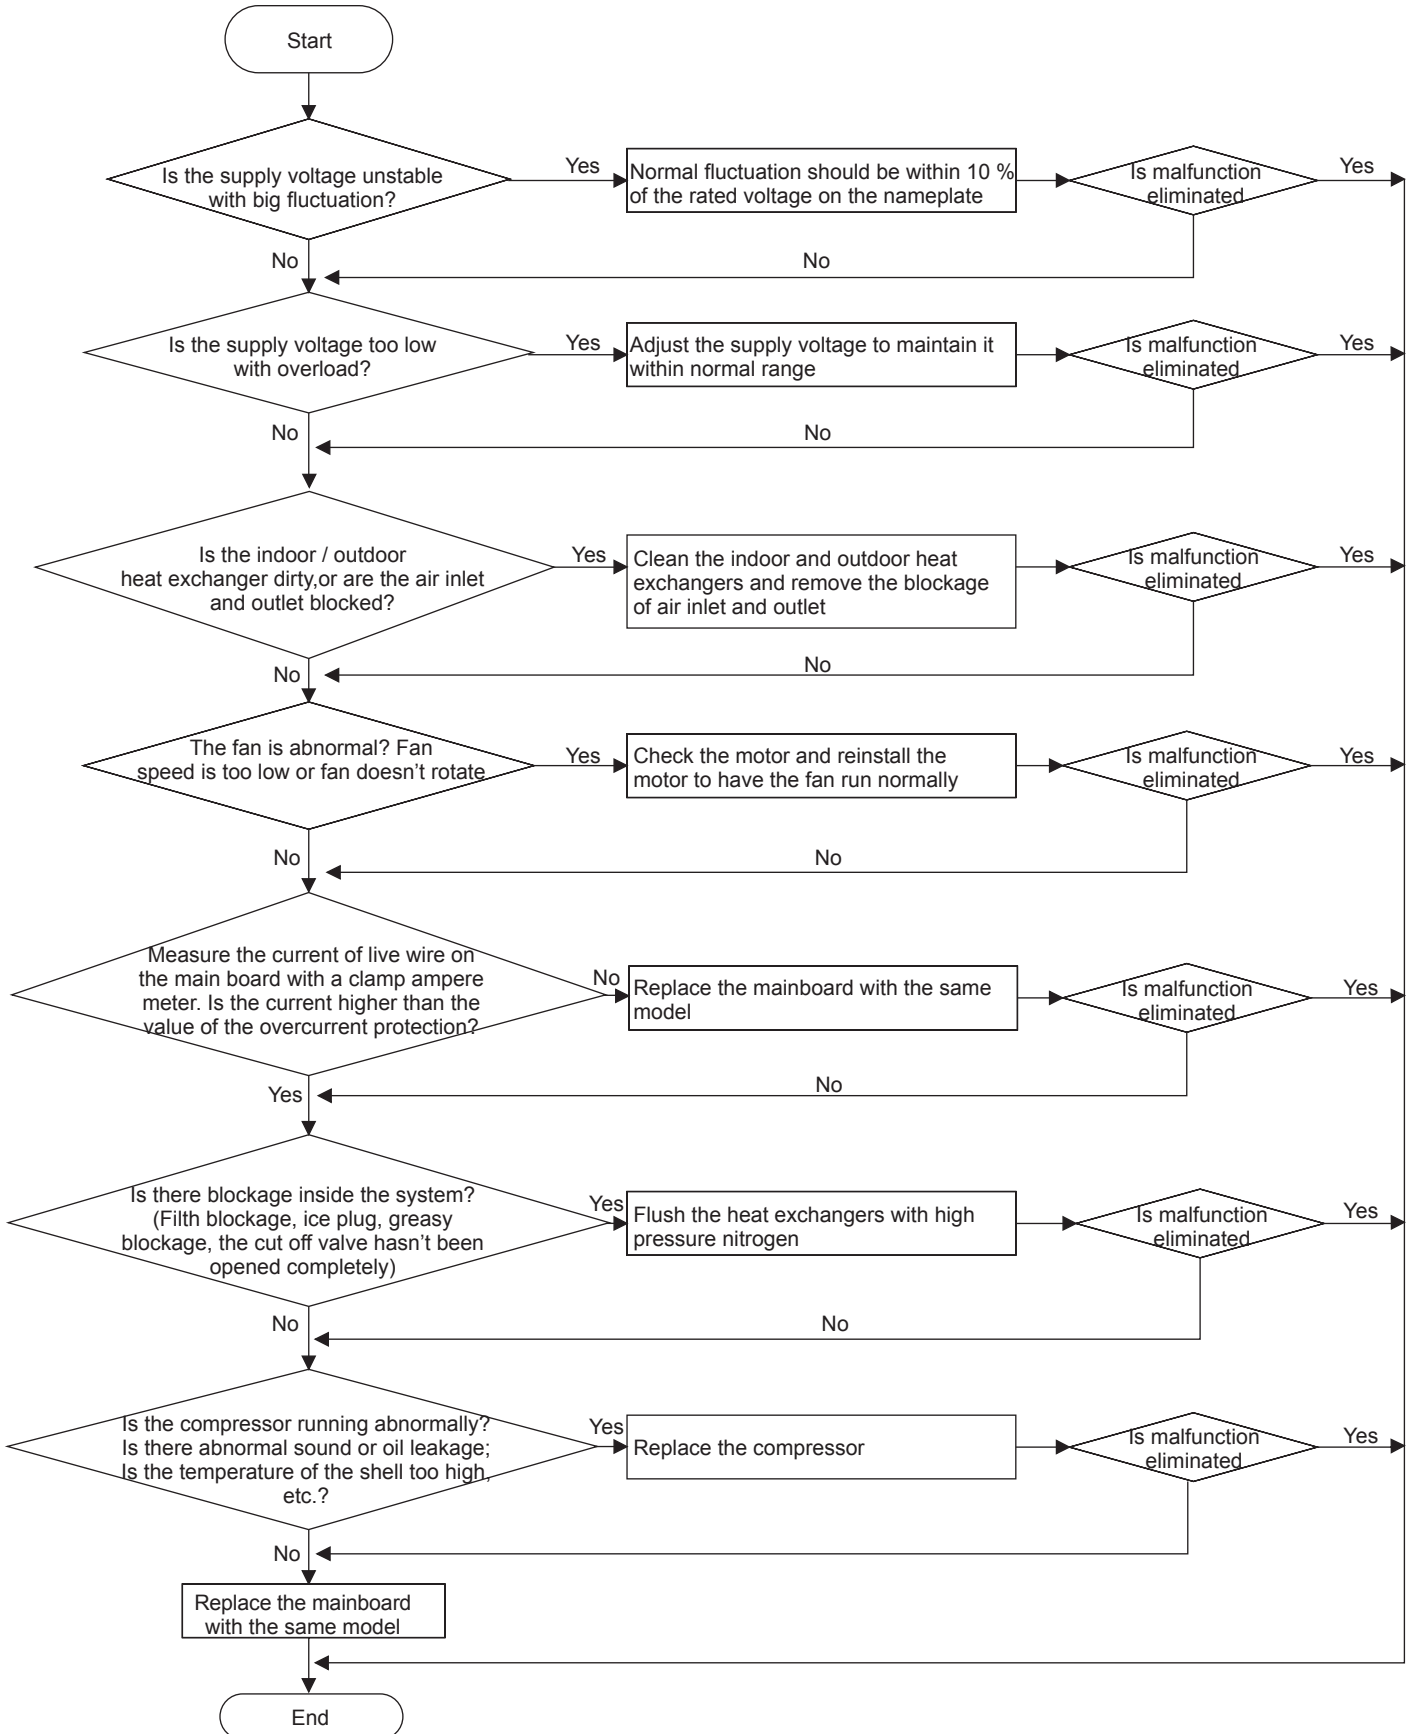 Start
Is the supply voltage unstable
with big fluctuation?
Yes
Normal fluctuation should be within 10 %
of the rated voltage on the nameplate
Is malfunction
eliminated
Yes
No
No
Is the supply voltage too low
with overload?
Yes
Adjust the supply voltage to maintain it
within normal range
Is malfunction
eliminated
Yes
No
No
Is the indoor / outdoor
heat exchanger dirty,or are the air inlet
and outlet blocked?
Yes
Clean the indoor and outdoor heat
exchangers and remove the blockage
of air inlet and outlet
Is malfunction
eliminated
Yes
No
No
The fan is abnormal? Fan
speed is too low or fan doesn't rotate
Yes
Check the motor and reinstall the
motor to have the fan run normally
Is malfunction
eliminated
Yes
No
No
Measure the current of live wire on
the main board with a clamp ampere
meter. Is the current higher than the
value of the overcurrent protection?
No
Replace the mainboard with the same
model
Is malfunction
eliminated
Yes
Yes
No
Is there blockage inside the system?
(Filth blockage, ice plug, greasy
blockage, the cut off valve hasn't been
opened completely)
Yes
Flush the heat exchangers with high
pressure nitrogen
Is malfunction
eliminated
Yes
No
No
Is the compressor running abnormally?
Is there abnormal sound or oil leakage;
Is the temperature of the shell too high,
etc.?
Yes
Replace the compressor
Is malfunction
eliminated
Yes
No
Replace the mainboard
with the same model
End